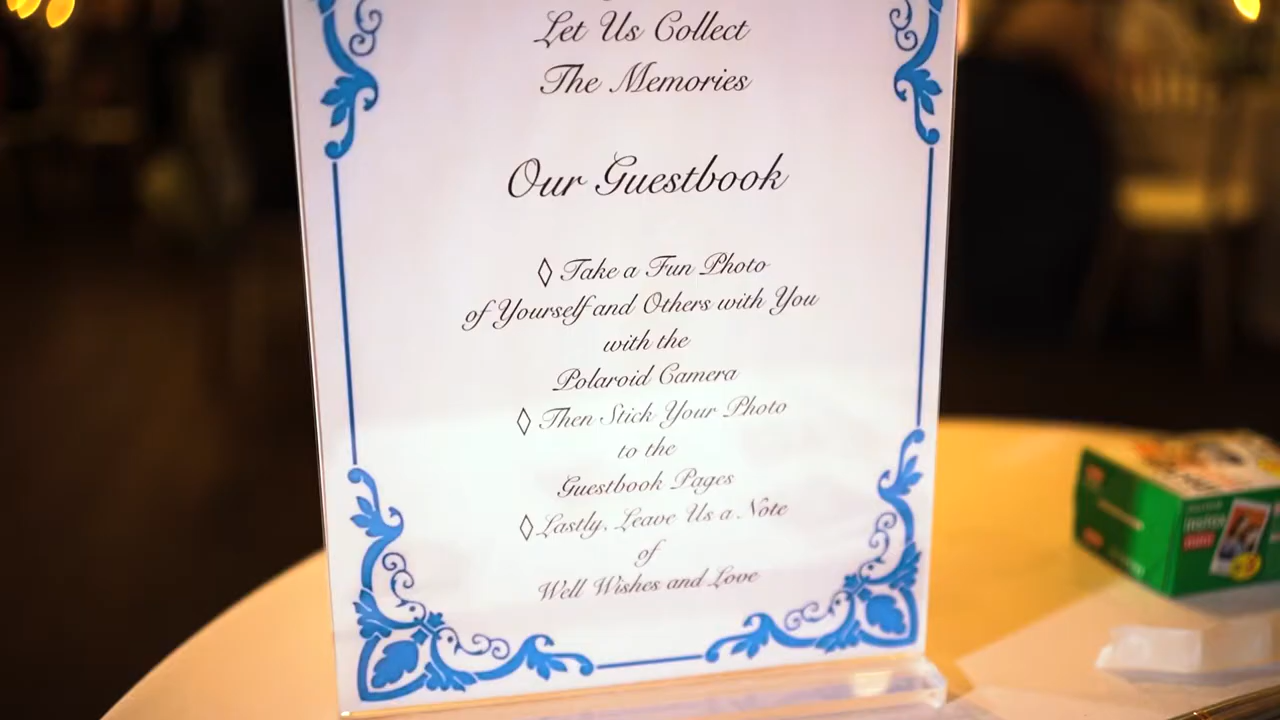 Let Us Collect
The Memories
Our Guestbook
◊ Take a Fun Photo
of Yourself and Others with You
with the
Polaroid Camera
◊ Then Stick Your Photo
to the
Guestbook Pages
◊ Lastly, Leave Us a Note
of
Well Wishes and Love